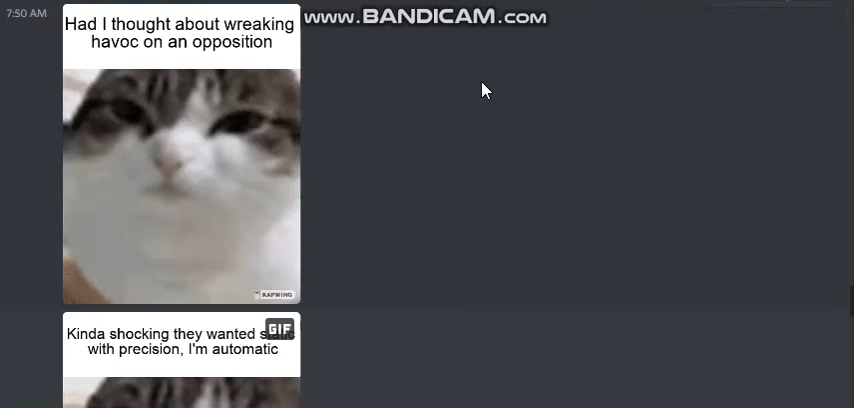 7:50 AM
www.BANDICAM.com
Had I thought about wreaking
havoc on an opposition
KAPWING
GIF
Kinda shocking they wanted static
with precision, I'm automatic